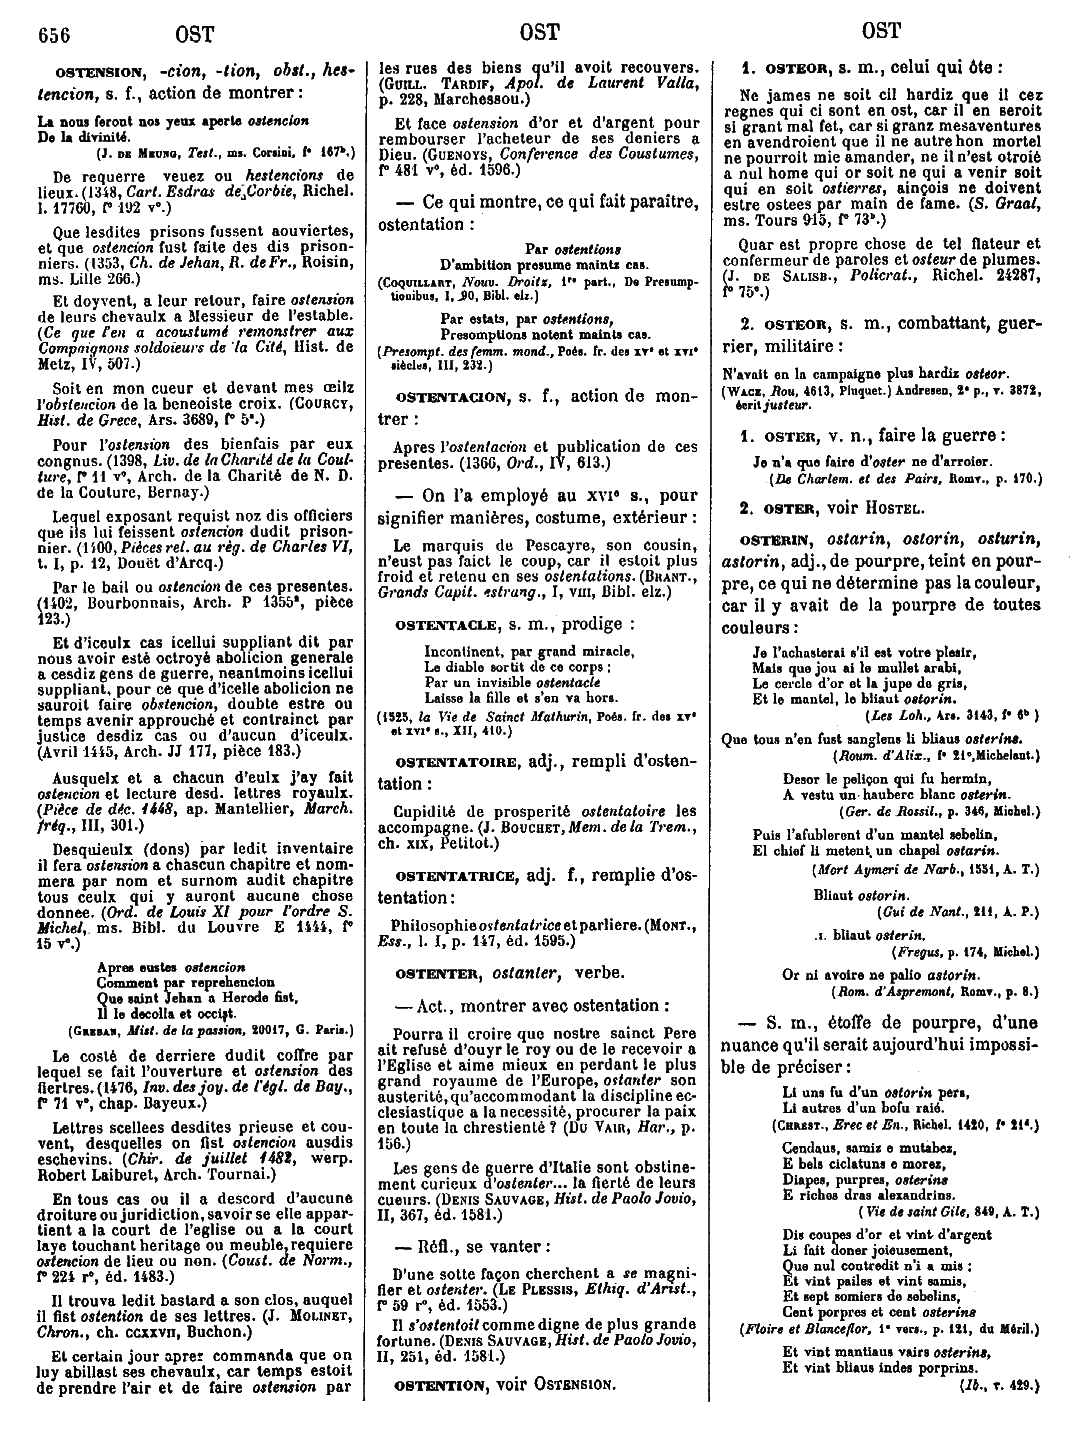 656 OST OST OST
OSTENSION, -cion, -tion, obst., hes-
tencion, s. f., action de montrer :
La nous feront nos yeux aperte ostencion
De la divinité.
(J. DE MEUNG, Test., ms. Corsini, f° 167ᵇ.)
De requerre veuez ou hestencions de
lieux. (1348, Cart. Esdras de Corbie, Richel.
l. 17760, f° 192 v°.)
Que lesdites prisons fussent aouviertes,
et que ostencion fust faite des dis prison-
niers. (1353, Ch. de Jehan, R. de Fr., Roisin,
ms. Lille 266.)
Et doyvent, a leur retour, faire ostension
de leurs chevaulx a Messieur de l'estable.
(Ce que l'en a acoustumé remonstrer aux
Compaignons soldoieurs de la Cité, Hist. de
Metz, IV, 507.)
Soit en mon cueur et devant mes œilz
l'obstencion de la benoeiste croix. (COURCY,
Hist. de Grece, Ars. 3689, f° 5ᵃ.)
Pour l'ostension des bienfais par eux
congnus. (1398, Liv. de la Charité de la Coul-
ture, f° 11 v°, Arch. de la Charité de N. D.
de la Couture, Bernay.)
Lequel exposant requist noz dis officiers
que ils lui feissent ostencion dudit prison-
nier. (1400, Pièces rel. au règ. de Charles VI,
t. I, p. 12, Douët d'Arcq.)
Par le bail ou ostencion de ces presentes.
(1402, Bourbonnais, Arch. P 1355², pièce
123.)
Et d'iceulx cas icellui suppliant dit par
nous avoir esté octroyé abolicion generale
a cesdiz gens de guerre, neantmoins icellui
suppliant, pour ce que d'icelle abolicion ne
sauroit faire obstencion, doubte estre ou
temps avenir approuché et contrainct par
justice desdiz cas ou d'aucun d'iceulx.
(Avril 1445, Arch. JJ 177, pièce 183.)
Ausquelx et a chacun d'eulx j'ay fait
ostencion et lecture desd. lettres royaulx.
(Pièce de déc. 1448, ap. Mantellier, March.
fréq., III, 301.)
Desquieulx (dons) par ledit inventaire
il fera ostension a chascun chapitre et nom-
mera par nom et surnom audit chapitre
tous ceulx qui y auront aucune chose
donnee. (Ord. de Louis XI pour l'ordre S.
Michel, ms. Bibl. du Louvre E 1444, f°
15 v°.)
Apres eustes ostencion
Comment par reprehencion
Que saint Jehan a Herode fist,
Il le decolla et occipt.
(GREBAN, Mist. de la passion, 20017, G. Paris.)
Le costé de derriere dudit coffre par
lequel se fait l'ouverture et ostension des
fiertres. (1476, Inv. des joy. de l'égl. de Bay.,
f° 71 v°, chap. Bayeux.)
Lettres scellees desdites prieuse et cou-
vent, desquelles on fist ostencion ausdis
eschevins. (Chir. de juillet 1482, werp.
Robert Laiburet, Arch. Tournai.)
En tous cas ou il a descord d'aucune
droiture ou juridiction, savoir se elle appar-
tient a la court de l'eglise ou a la court
laye touchant heritage ou meuble, requiere
ostencion de lieu ou non. (Coust. de Norm.,
f° 224 r°, éd. 1483.)
Il trouva ledit bastard a son clos, auquel
il fist ostention de ses lettres. (J. MOLINET,
Chron., ch. CCXXVII, Buchon.)
Et certain jour apres commanda que on
luy abillast ses chevaulx, car temps estoit
de prendre l'air et de faire ostension par
les rues des biens qu'il avoit recouvers.
(GUILL. TARDIF, Apol. de Laurent Valla,
p. 228, Marchessou.)
Et face ostension d'or et d'argent pour
rembourser l'acheteur de ses deniers a
Dieu. (GUENOYS, Conference des Coustumes,
f° 481 v°, éd. 1596.)
— Ce qui montre, ce qui fait paraître,
ostentation :
Par ostentions
D'ambition presume maintz cas.
(COQUILLART, Nouv. Droitz, 1ʳᵉ part., De Presump-
tionibus, I, 90, Bibl. elz.)
Par estats, par ostentions,
Presomptions notent maints cas.
(Presompt. des femm. mond., Poés. fr. des XVᵉ et XVIᵉ
siècles, III, 232.)
OSTENTACION, s. f., action de mon-
trer :
Apres l'ostentacion et publication de ces
presentes. (1366, Ord., IV, 613.)
— On l'a employé au XVIᵉ s., pour
signifier manières, costume, extérieur :
Le marquis de Pescayre, son cousin,
n'eust pas faict le coup, car il estoit plus
froid et retenu en ses ostentations. (BRANT.,
Grands Capit. estrang., I, VIII, Bibl. elz.)
OSTENTACLE, s. m., prodige :
Incontinent, par grand miracle,
Le diable sortit de ce corps ;
Par un invisible ostentacle
Laisse la fille et s'en va hors.
(1525, la Vie de Sainct Mathurin, Poés. fr. des XVᵉ
et XVIᵉ s., XII, 410.)
OSTENTATOIRE, adj., rempli d'osten-
tation :
Cupidité de prosperité ostentatoire les
accompagne. (J. BOUCHET, Mem. de la Trem.,
ch. XIX, Petitot.)
OSTENTATRICE, adj. f., remplie d'os-
tentation :
Philosophie ostentatrice et parliere. (MONT.,
Ess., l. I, p. 147, éd. 1595.)
OSTENTER, ostanter, verbe.
— Act., montrer avec ostentation :
Pourra il croire que nostre sainct Pere
ait refusé d'ouyr le roy ou de le recevoir a
l'Eglise et aime mieux en perdant le plus
grand royaume de l'Europe, ostanter son
austerité, qu'accommodant la discipline ec-
clesiastique a la necessité, procurer la paix
en toute la chrestienté ? (DU VAIR, Har., p.
156.)
Les gens de guerre d'Italie sont obstine-
ment curieux d'ostenter... la fierté de leurs
cueurs. (DENIS SAUVAGE, Hist. de Paolo Jovio,
II, 367, éd. 1581.)
— Réfl., se vanter :
D'une sotte façon cherchent a se magni-
fier et ostenter. (LE PLESSIS, Ethiq. d'Arist.,
f° 59 r°, éd. 1553.)
Il s'ostentoit comme digne de plus grande
fortune. (DENIS SAUVAGE, Hist. de Paolo Jovio,
II, 251, éd. 1581.)
OSTENTION, voir OSTENSION.
1. OSTEOR, s. m., celui qui ôte :
Ne james ne soit cil hardiz que il cez
regnes qui ci sont en ost, car il en seroit
si grant mal fet, car si granz mesaventures
en avendroient que il ne autre hon mortel
ne pourroit mie amander, ne il n'est otroié
a nul home qui or soit ne qui a venir soit
qui en soit ostierres, ainçois ne doivent
estre ostees par main de fame. (S. Graal,
ms. Tours 915, f° 73ᵇ.)
Quar est propre chose de tel flateur et
confermeur de paroles et osteur de plumes.
(J. DE SALISB., Policrat., Richel. 24287,
f° 75ᵉ.)
2. OSTEOR, s. m., combattant, guer-
rier, militaire :
N'avait en la campaigne plus hardiz osteor.
(WACE, Rou, 4613, Pluquet.) Andresen, 2ᵉ p., v. 3872,
écrit justeur.
1. OSTER, v. n., faire la guerre :
Je n'a que faire d'oster ne d'arroier.
(De Charlem. et des Pairs, Romv., p. 170.)
2. OSTER, voir HOSTEL.
OSTERIN, ostarin, ostorin, osturin,
astorin, adj., de pourpre, teint en pour-
pre, ce qui ne détermine pas la couleur,
car il y avait de la pourpre de toutes
couleurs :
Je l'achasterai s'il est votre plesir,
Mais que jou ai le mullet arabi,
Le cercle d'or et la jupe de gris,
Et le mantel, le bliaut ostorin.
(Les Loh., Ars. 3143, f° 6ᵇ )
Que tous n'en fust sanglens li bliaus osterins.
(Roum. d'Alix., f° 21ᵉ, Michelant.)
Desor le peliçon qui fu hermin,
A vestu un hauberc blanc osterin.
(Ger. de Rossil., p. 346, Michel.)
Puis l'afublerent d'un mantel sebelin,
El chief li metent un chapel ostarin.
(Mort Aymeri de Narb., 1551, A. T.)
Bliaut ostorin.
(Gui de Nant., 211, A. P.)
.I. bliaut osterin.
(Fregus, p. 174, Michel.)
Or ni avoire ne palio astorin.
(Rom. d'Aspremont, Romv., p. 8.)
— S. m., étoffe de pourpre, d'une
nuance qu'il serait aujourd'hui impossi-
ble de préciser :
Li uns fu d'un ostorin pers,
Li autres d'un bofu raié.
(CHREST., Erec et En., Richel. 1420, f° 21ᵈ.)
Cendaus, samiz e mutabez,
E bels ciclatuns e morez,
Diapes, purpres, osterins
E riches dras alexandrins.
( Vie de saint Gile, 849, A. T.)
Dis coupes d'or et vint d'argent
Li fait doner joieusement,
Que nul contredit n'i a mis ;
Et vint pailes et vint samis,
Et sept somiers de sebelins,
Cent porpres et cent osterins
(Floire et Blanceflor, 1ᵉ vers., p. 121, du Méril.)
Et vint mantiaus vairs osterins,
Et vint bliaus indes porprins.
(Ib., v. 429.)